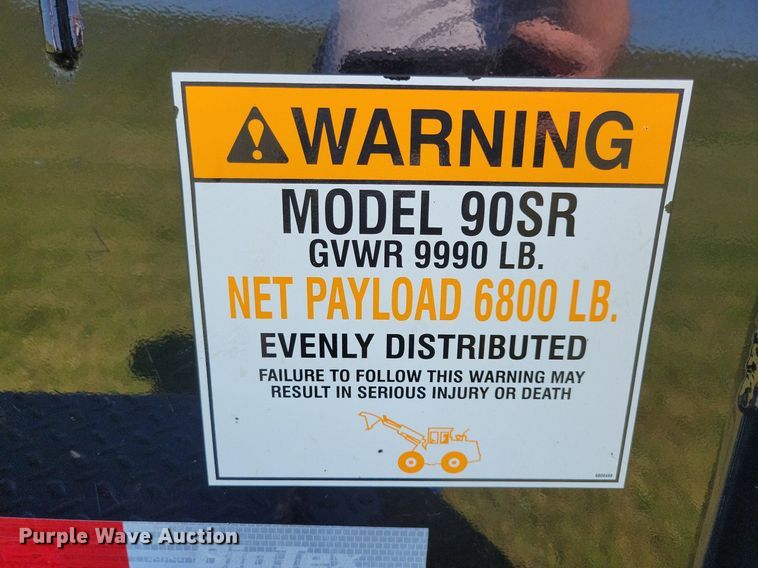 WARNING
MODEL 90SR
GVWR 9990 LB.
NET PAYLOAD 6800 LB.
EVENLY DISTRIBUTED
FAILURE TO FOLLOW THIS WARNING MAY
RESULT IN SERIOUS INJURY OR DEATH
Purple Wave Auction